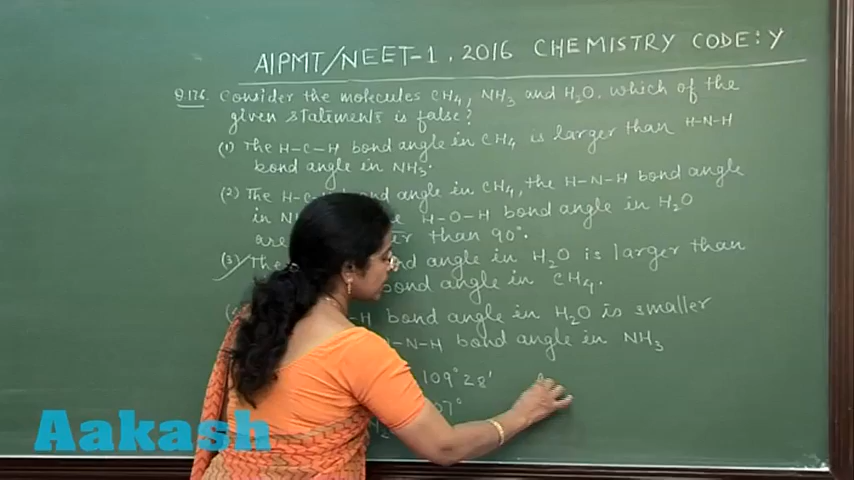 AIPMT/NEET-1, 2016 CHEMISTRY CODE: Y
Q.176. Consider the molecules CH4, NH3 and H2O. which of the
given statements is false?
(1) The H-C-H bond angle in CH4 is larger than H-N-H
bond angle in NH3.
(2) The bond angle in CH4, the H-N-H bond angle
in H-O-H bond angle in H2O
are than 90°.
(3) The bond angle in H2O is larger than
bond angle in CH4.
bond angle in H2O is smaller
-N-H bond angle in NH3
109°28'
07°
Aakash